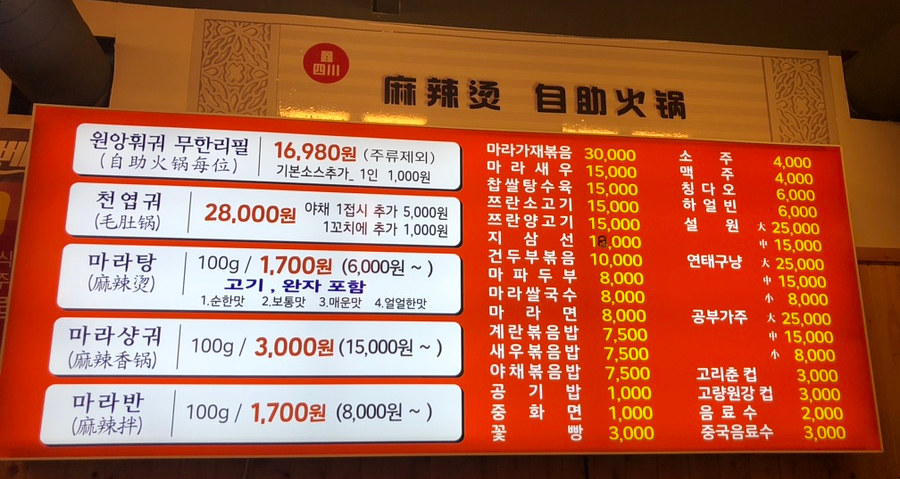 四川
麻辣烫 自助火锅
원앙훠궈 무한리필
(自助火锅每位)
16,980원 (주류제외)
기본소스추가_ 1인 1,000원
천엽궈
(毛肚锅)
28,000원 야채 1접시 추가 5,000원
1꼬치에 추가 1,000원
마라탕
(麻辣烫)
100g / 1,700원 (6,000원 ~ )
고기 , 완자 포함
1.순한맛 2.보통맛 3.매운맛 4.얼얼한맛
마라샹궈
(麻辣香锅)
100g / 3,000원 (15,000원 ~ )
마라반
(麻辣拌)
100g / 1,700원 (8,000원 ~ )
마라가재볶음 30,000
마라새우 15,000
찹쌀탕수육 15,000
쯔란소고기 15,000
쯔란양고기 15,000
지삼선
건두부볶음 10,000
마파두부 8,000
마라쌀국수 8,000
마라면 8,000
계란볶음밥 7,500
새우볶음밥 7,500
야채볶음밥 7,500
공기밥 1,000
중화면 1,000
꽃빵 3,000
소주 4,000
맥주 4,000
칭다오 6,000
하얼빈 6,000
설원 大 25,000
中 15,000
연태구냥 大 25,000
中 15,000
小 8,000
공부가주 大 25,000
中 15,000
小 8,000
고리춘컵 3,000
고량원강컵 3,000
음료수 2,000
중국음료수 3,000